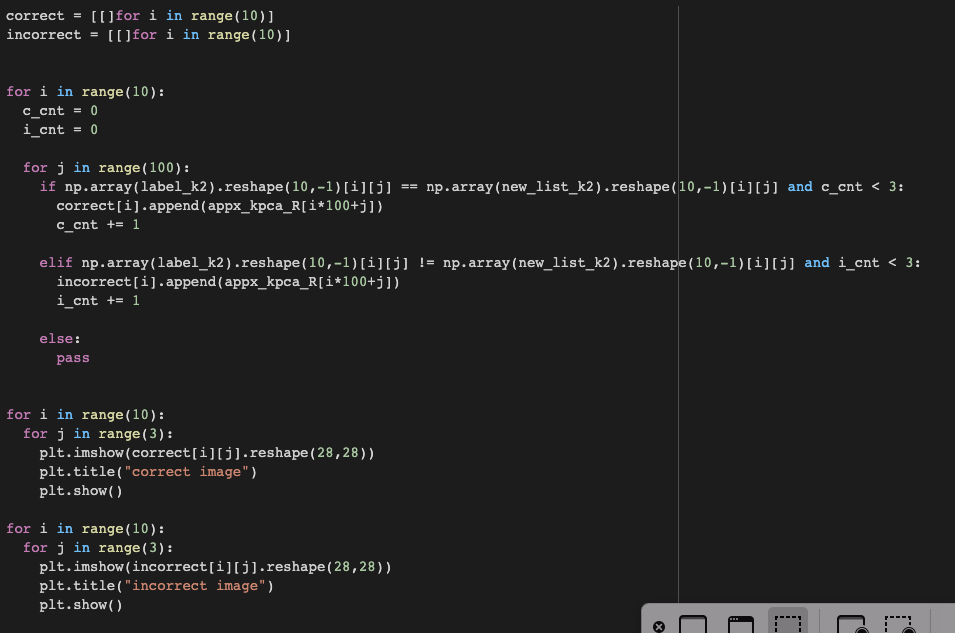 correct = [[]for i in range(10)]
incorrect = [[]for i in range(10)]
for i in range(10):
  c_cnt = 0
  i_cnt = 0
  for j in range(100):
    if np.array(label_k2).reshape(10,-1)[i][j] == np.array(new_list_k2).reshape(10,-1)[i][j] and c_cnt < 3:
      correct[i].append(appx_kpca_R[i*100+j])
      c_cnt += 1
    elif np.array(label_k2).reshape(10,-1)[i][j] != np.array(new_list_k2).reshape(10,-1)[i][j] and i_cnt < 3:
      incorrect[i].append(appx_kpca_R[i*100+j])
      i_cnt += 1
    else:
      pass
for i in range(10):
  for j in range(3):
    plt.imshow(correct[i][j].reshape(28,28))
    plt.title("correct image")
    plt.show()
for i in range(10):
  for j in range(3):
    plt.imshow(incorrect[i][j].reshape(28,28))
    plt.title("incorrect image")
    plt.show()